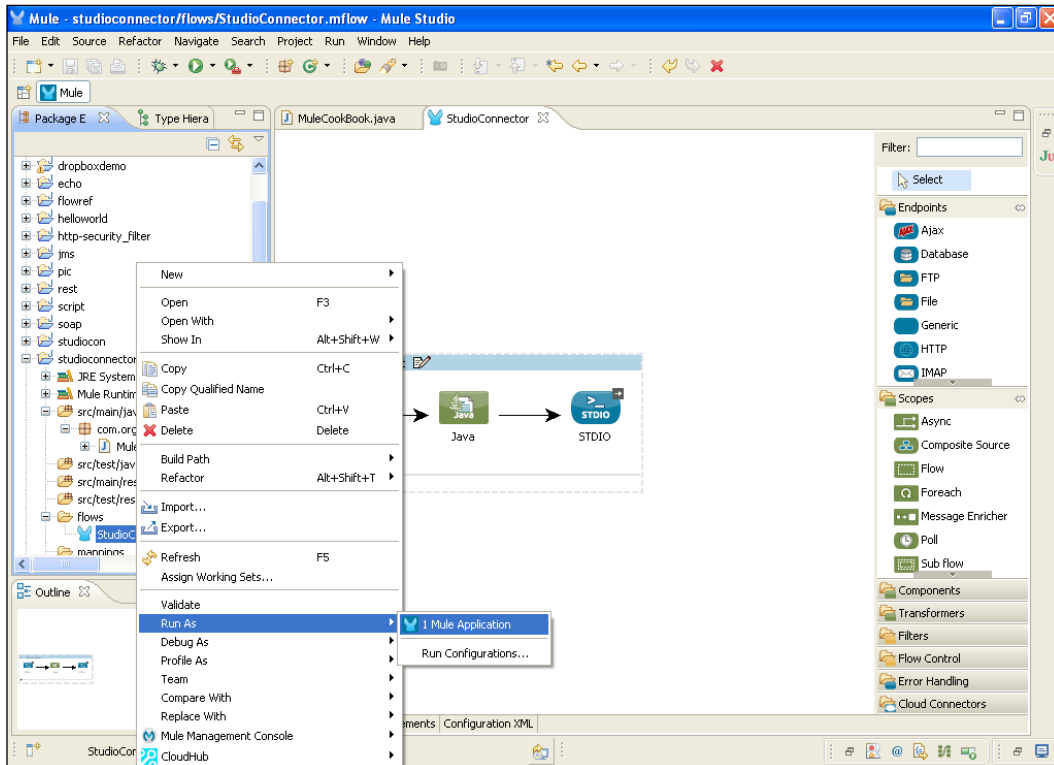 Mule - studioconnector/flows/StudioConnector.mflow - Mule Studio
File Edit Source Refactor Navigate Search Project Run Window Help
Mule
Package E
Type Hiera
MuleCookBook.java
StudioConnector
dropboxdemo
echo
flowref
helloworld
http-security_filter
jms
pic
rest
script
soap
studiocon
studioconnector
JRE System
Mule Runtim
src/main/jav
com.org
Mule
src/test/jav
src/main/res
src/test/res
flows
StudioC
mappings
New
Open F3
Open With
Show In Alt+Shift+W
Copy Ctrl+C
Copy Qualified Name
Paste Ctrl+V
Delete Delete
Build Path
Refactor Alt+Shift+T
Import...
Export...
Refresh F5
Assign Working Sets...
Validate
Run As
Debug As
Profile As
Team
Compare With
Replace With
Mule Management Console
CloudHub
1 Mule Application
Run Configurations...
Java
Java
STDIO
STDIO
Filter:
Select
Endpoints
AJAX
Ajax
Database
FTP
File
Generic
HTTP
IMAP
Scopes
Async
Composite Source
Flow
Foreach
Message Enricher
Poll
Sub flow
Components
Transformers
Filters
Flow Control
Error Handling
Cloud Connectors
Ju
Outline
ements
Configuration XML
StudioCor